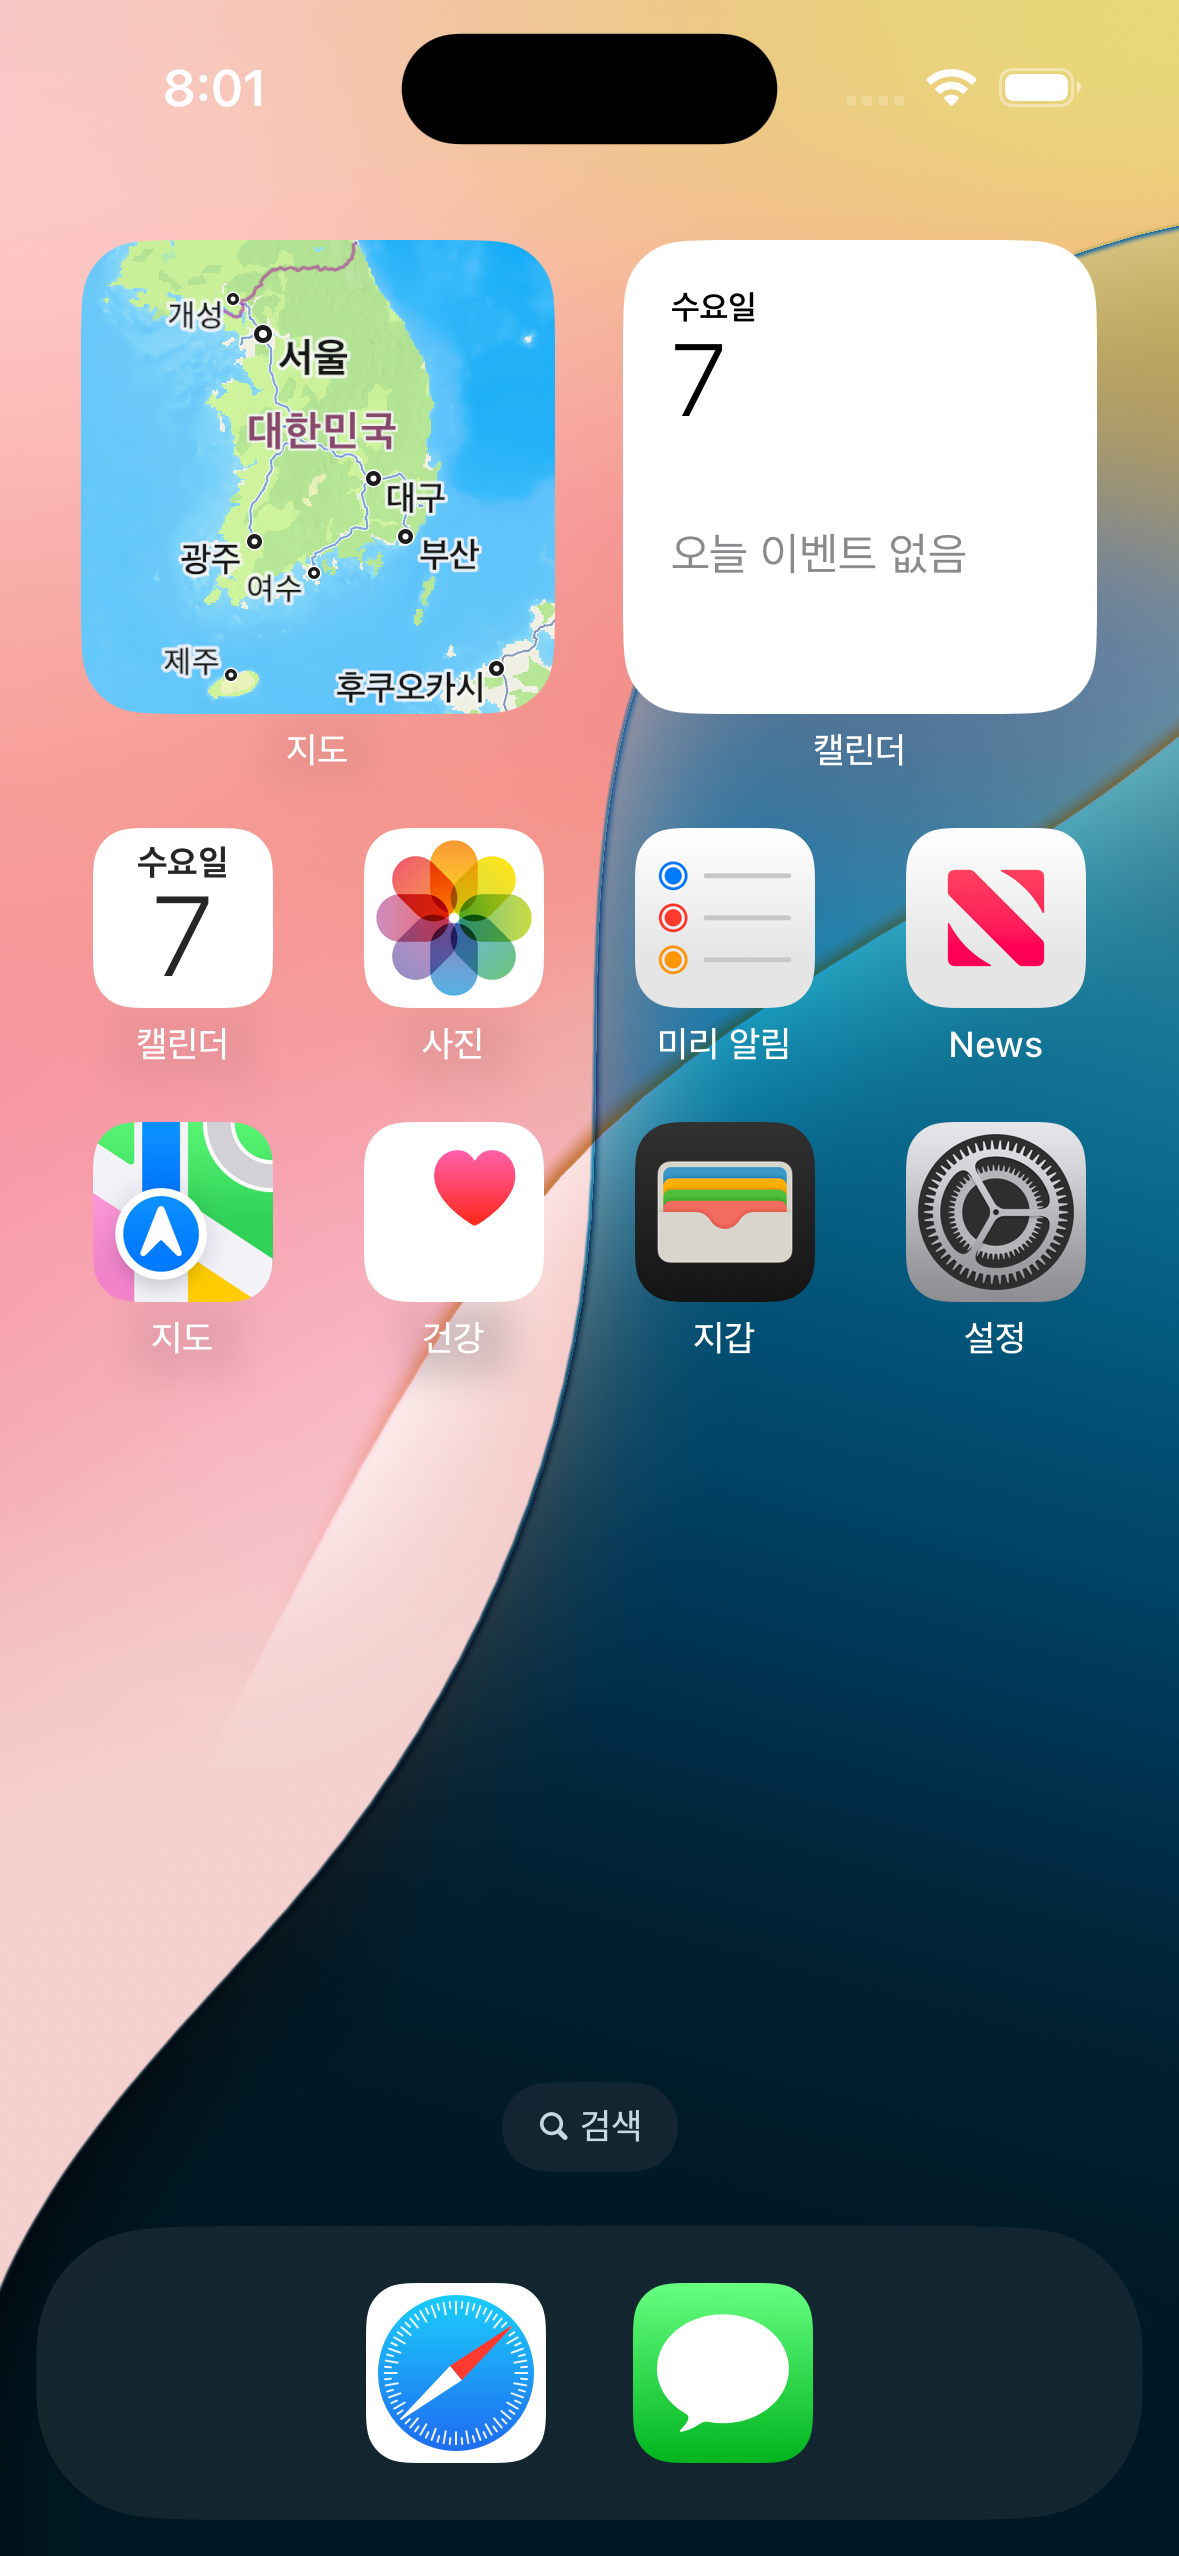 8:01
개성
서울
대한민국
대구
부산
광주
여수
제주
후쿠오카시
지도
수요일
7
오늘 이벤트 없음
캘린더
수요일
7
캘린더
사진
미리 알림
News
지도
건강
지갑
설정
검색